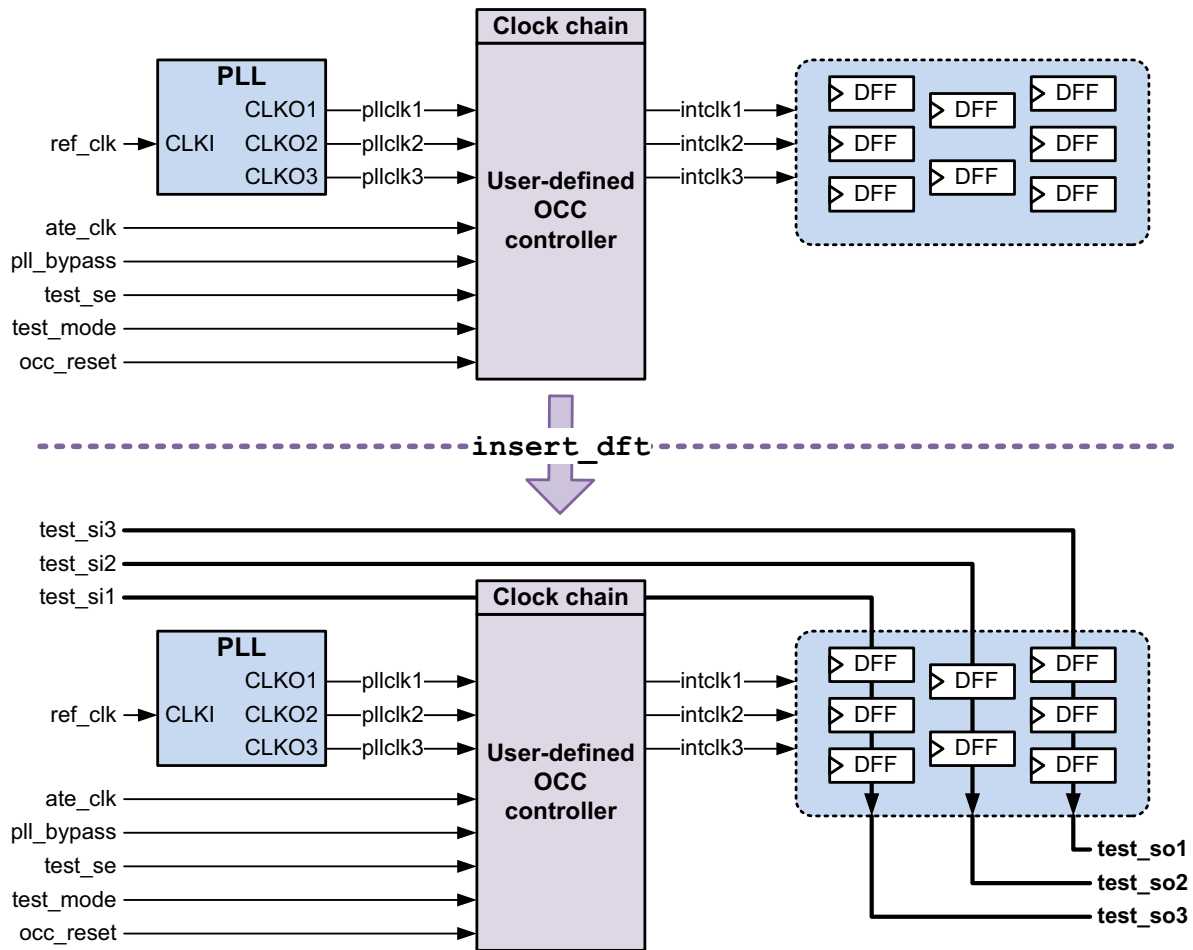 Clock chain
PLL
CLKO1
pllclk1
intclk1
DFF
DFF
DFF
ref_clk
CLKI
CLKO2
pllclk2
intclk2
DFF
DFF
CLKO3
pllclk3
intclk3
DFF
DFF
DFF
User-defined
OCC
controller
ate_clk
pll_bypass
test_se
test_mode
occ_reset
insert_dft
test_si3
test_si2
test_si1
Clock chain
PLL
CLKO1
pllclk1
intclk1
DFF
DFF
DFF
ref_clk
CLKI
CLKO2
pllclk2
intclk2
DFF
DFF
CLKO3
pllclk3
intclk3
DFF
DFF
DFF
User-defined
OCC
controller
ate_clk
pll_bypass
test_se
test_mode
occ_reset
test_so1
test_so2
test_so3